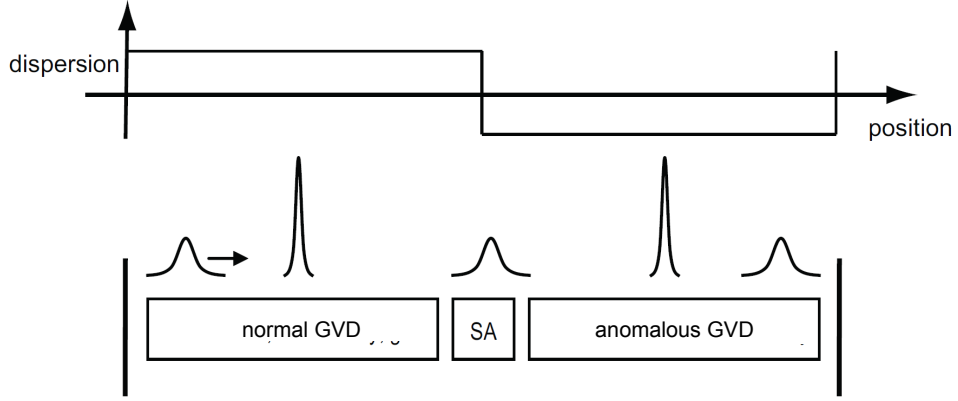 dispersion
position
normal GVD
SA
anomalous GVD